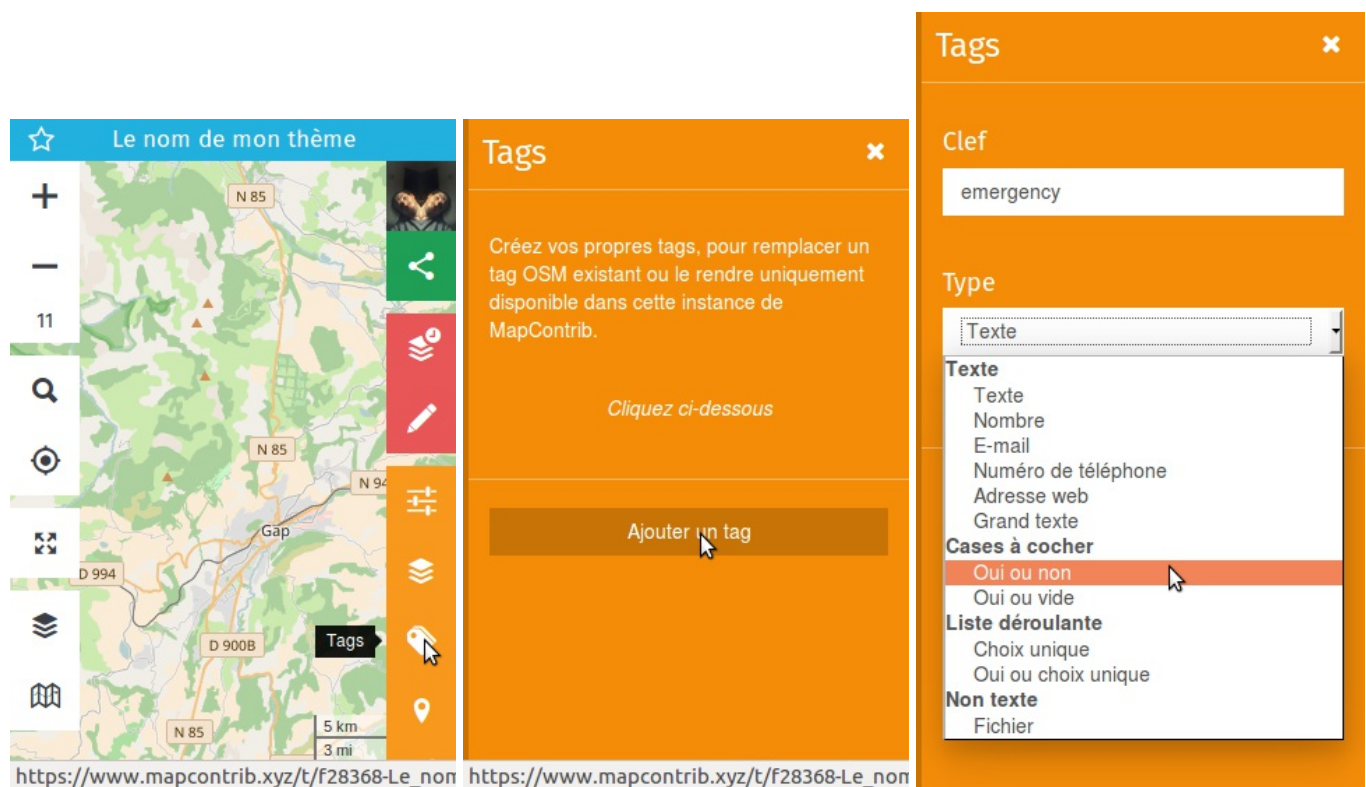 Le nom de mon thème
N 85
11
N 85
N 94
Gap
D 994
D 900B
Tags
N 85
5 km
3 mi
https://www.mapcontrib.xyz/t/f28368-Le_nom
Tags
Créez vos propres tags, pour remplacer un
tag OSM existant ou le rendre uniquement
disponible dans cette instance de
MapContrib.
Cliquez ci-dessous
Ajouter un tag
https://www.mapcontrib.xyz/t/f28368-Le_nom
Tags
Clef
emergency
Type
Texte
Texte
Texte
Nombre
E-mail
Numéro de téléphone
Adresse web
Grand texte
Cases à cocher
Oui ou non
Oui ou vide
Liste déroulante
Choix unique
Oui ou choix unique
Non texte
Fichier